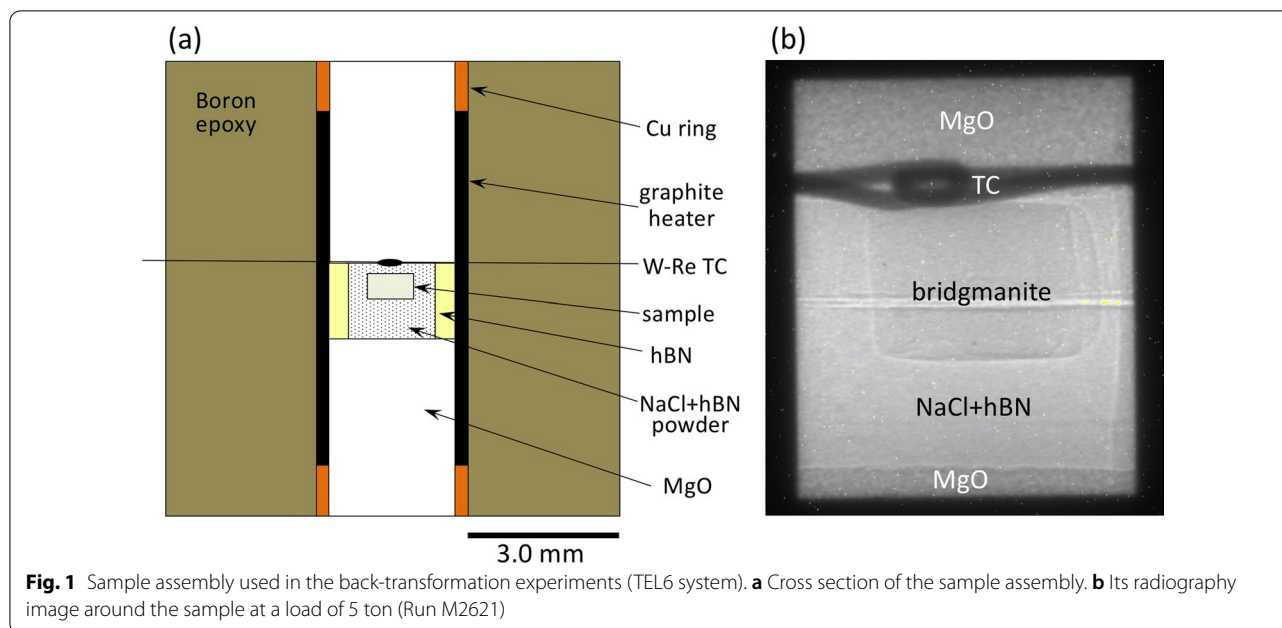 (a)
Boron
epoxy
Cu ring
graphite
heater
W-Re TC
sample
hBN
NaCl+hBN
powder
MgO
3.0 mm
(b)
MgO
TC
bridgmanite
NaCl+hBN
MgO
Fig. 1 Sample assembly used in the back-transformation experiments (TEL6 system). a Cross section of the sample assembly. b Its radiography
image around the sample at a load of 5 ton (Run M2621)